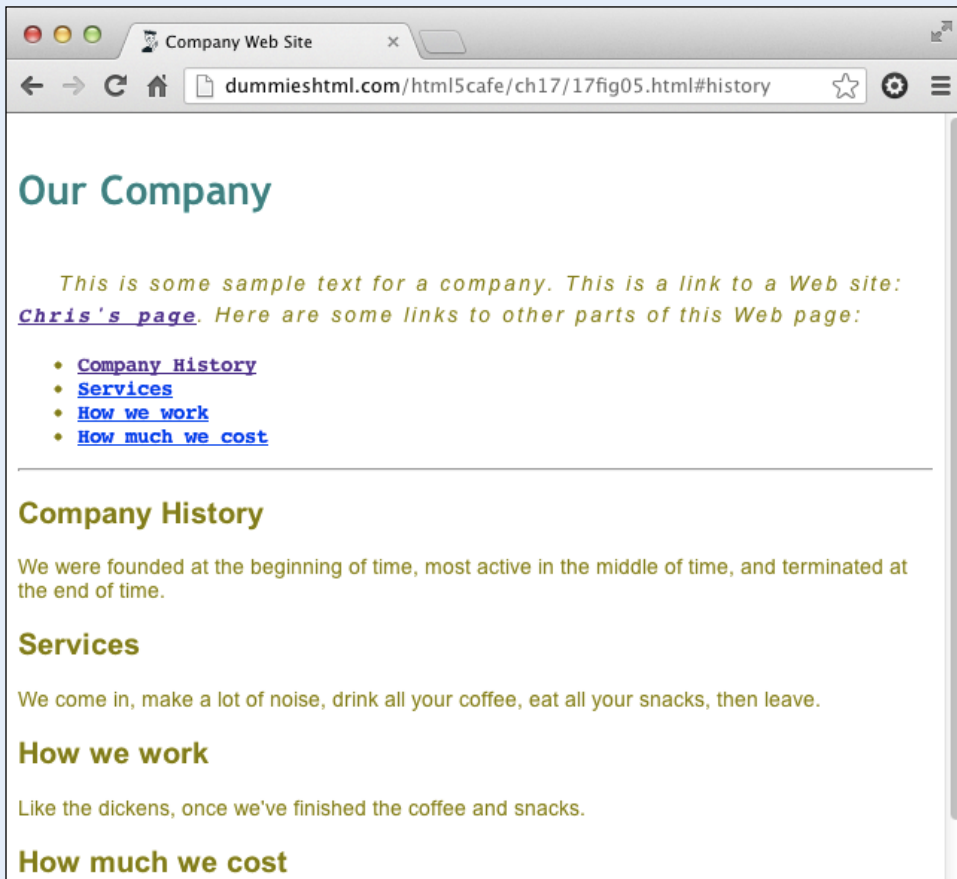 Company Web Site
dummieshtml.com/html5cafe/ch17/17fig05.html#history
Our Company
This is some sample text for a company. This is a link to a Web site:
Chris's page. Here are some links to other parts of this Web page:
• Company History
• Services
• How we work
• How much we cost
Company History
We were founded at the beginning of time, most active in the middle of time, and terminated at
the end of time.
Services
We come in, make a lot of noise, drink all your coffee, eat all your snacks, then leave.
How we work
Like the dickens, once we've finished the coffee and snacks.
How much we cost